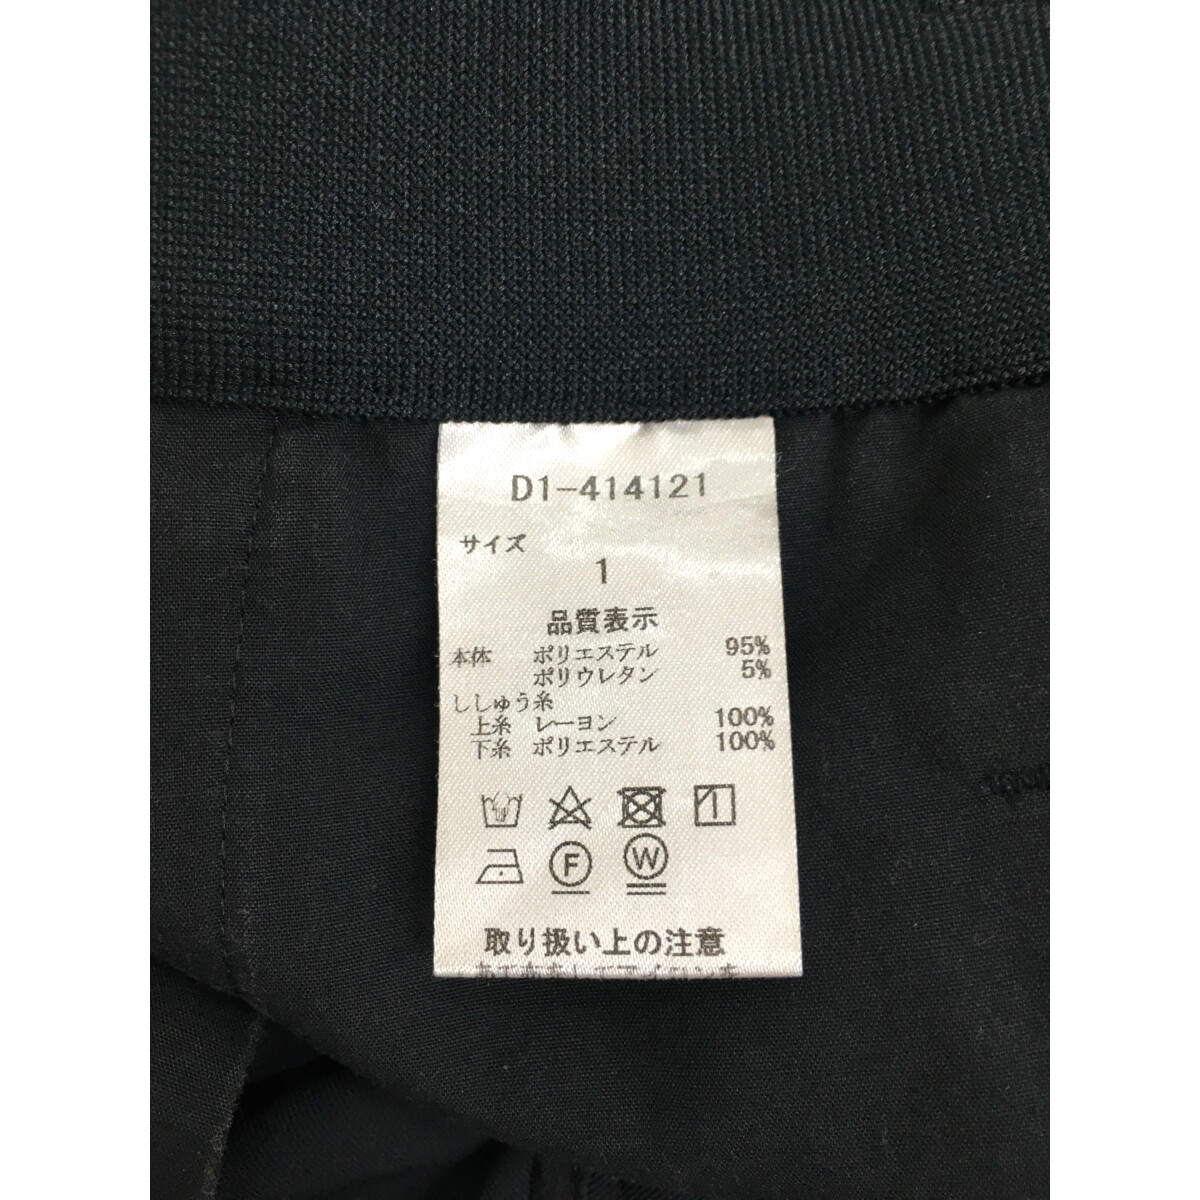 D1-414121
サイズ
1
品質表示
本体 ポリエステル 95%
ポリウレタン 5%
ししゅう糸
上糸 レーヨン 100%
下糸 ポリエステル 100%
F W
取り扱い上の注意